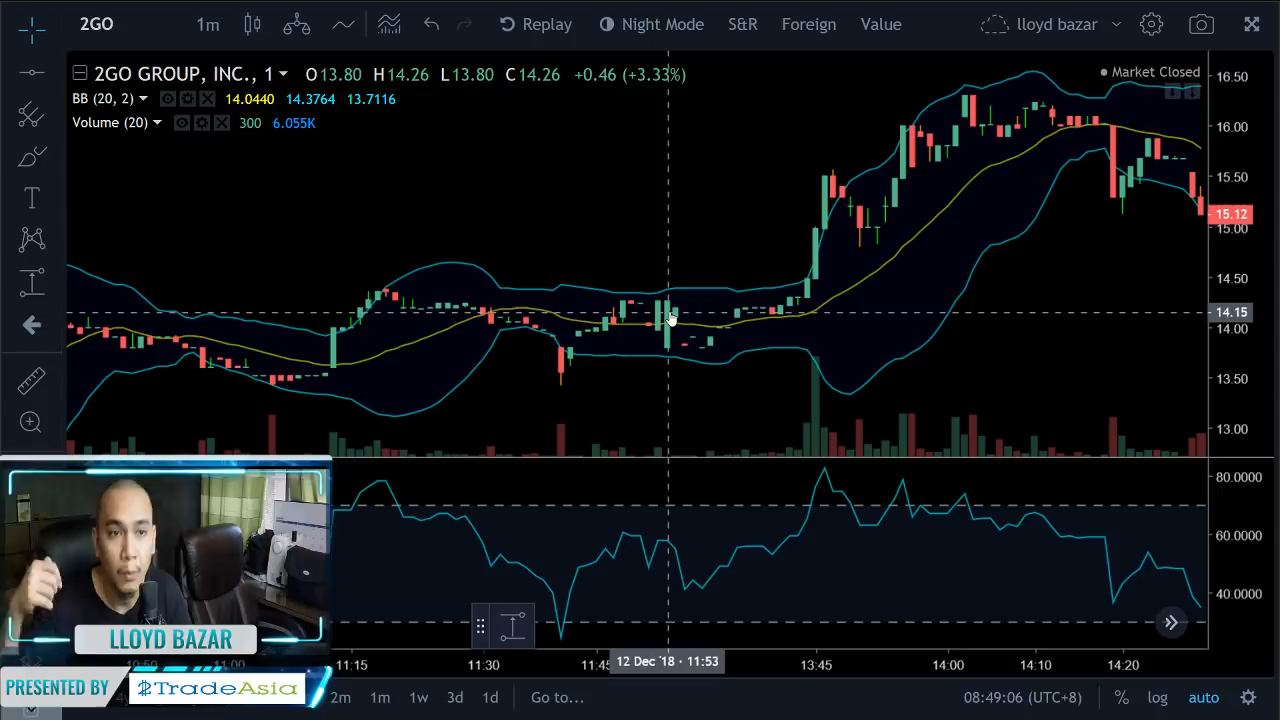 2GO 1m Replay Night Mode S&R Foreign Value lloyd bazar
2GO GROUP, INC., 1 O13.80 H14.26 L13.80 C14.26 +0.46 (+3.33%)
Market Closed
BB (20, 2) 14.0440 14.3764 13.7116
Volume (20) 300 6.055K
16.50
16.00
15.50
15.12
15.00
14.50
14.15
14.00
13.50
13.00
80.0000
60.0000
40.0000
LLOYD BAZAR
10:50 11:00 11:15 11:30 11:45 12 Dec '18 · 11:53 13:45 14:00 14:10 14:20
PRESENTED BY TradeAsia
2m 1m 1w 3d 1d Go to... 08:49:06 (UTC+8) % log auto